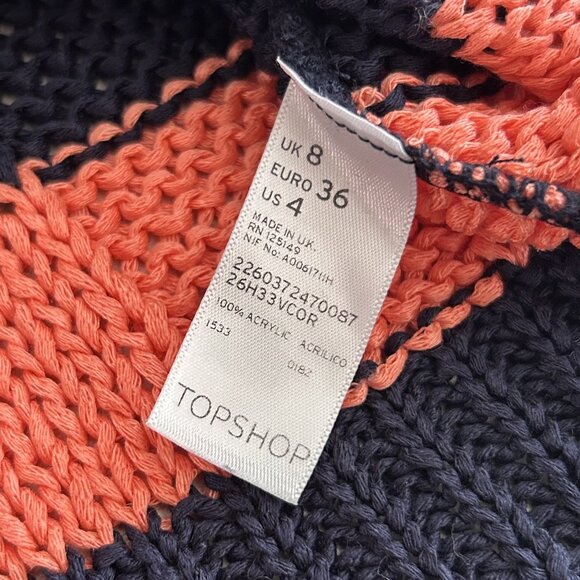 UK 8
EURO 36
US 4
MADE IN U.K.
RN 125149
NIF No: A0061711H
2260372470087
26H33VCOR
100% ACRYLIC ACRILICO
1533 0182
TOPSHOP